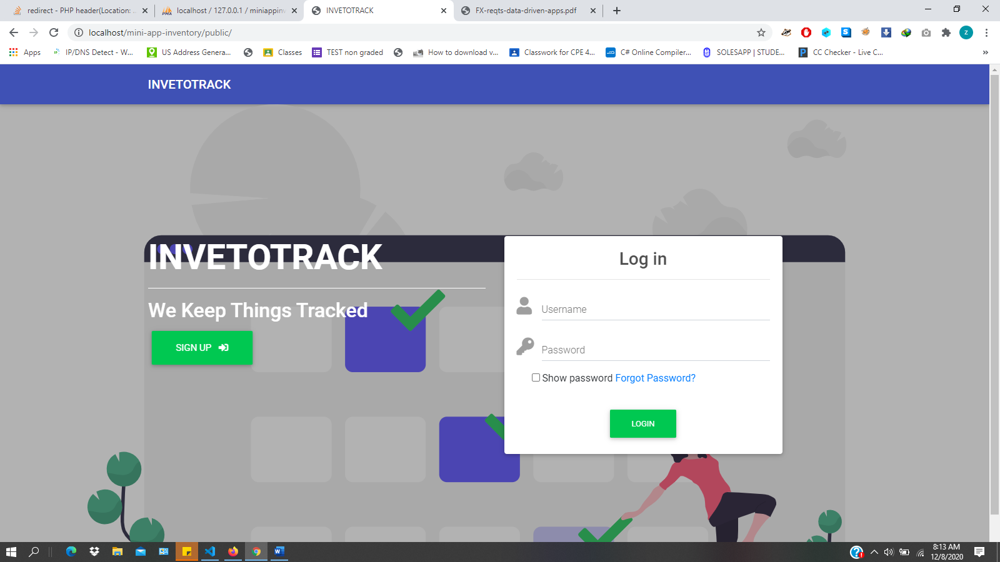 redirect - PHP header(Location: ...
localhost / 127.0.0.1 / miniappinv
INVETOTRACK
FX-reqts-data-driven-apps.pdf
localhost/mini-app-inventory/public/
z
Apps
IP/DNS Detect - W...
US Address Genera...
Classes
TEST non graded
How to download v...
Classwork for CPE 4...
C# Online Compiler...
SOLESAPP | STUDE...
CC Checker - Live C...
INVETOTRACK
INVETOTRACK
We Keep Things Tracked
SIGN UP
Log in
Username
Password
Show password Forgot Password?
LOGIN
8:13 AM
12/8/2020